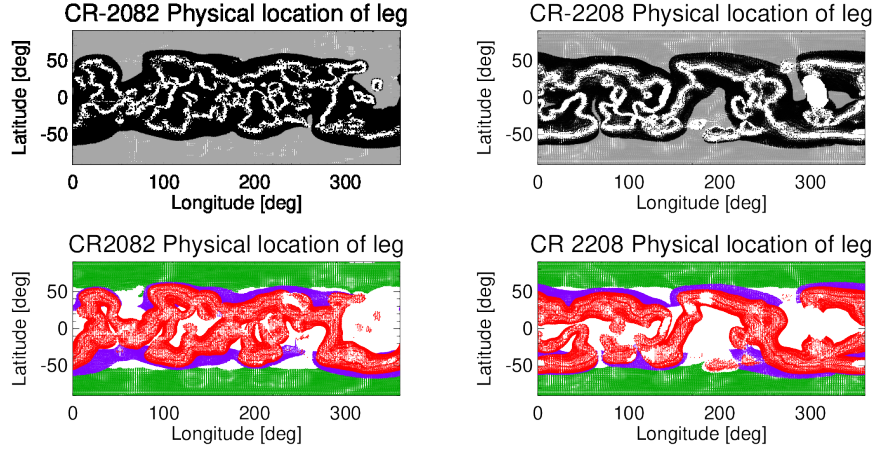 CR-2082 Physical location of leg
50
0
-50
Latitude [deg]
0
100
200
300
Longitude [deg]
CR-2208 Physical location of leg
50
0
-50
Latitude [deg]
0
100
200
300
Longitude [deg]
CR2082 Physical location of leg
50
0
-50
Latitude [deg]
0
100
200
300
Longitude [deg]
CR 2208 Physical location of leg
50
0
-50
Latitude [deg]
0
100
200
300
Longitude [deg]